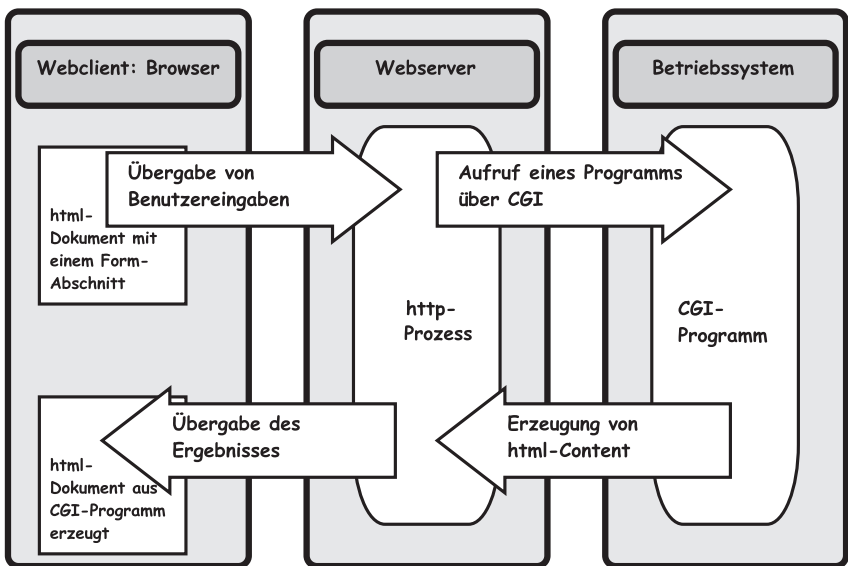 Webclient: Browser
Webserver
Betriebssystem
Übergabe von
Benutzereingaben
Aufruf eines Programms
über CGI
html-
Dokument mit
einem Form-
Abschnitt
http-
Prozess
CGI-
Programm
Übergabe des
Ergebnisses
Erzeugung von
html-Content
html-
Dokument aus
CGI-Programm
erzeugt